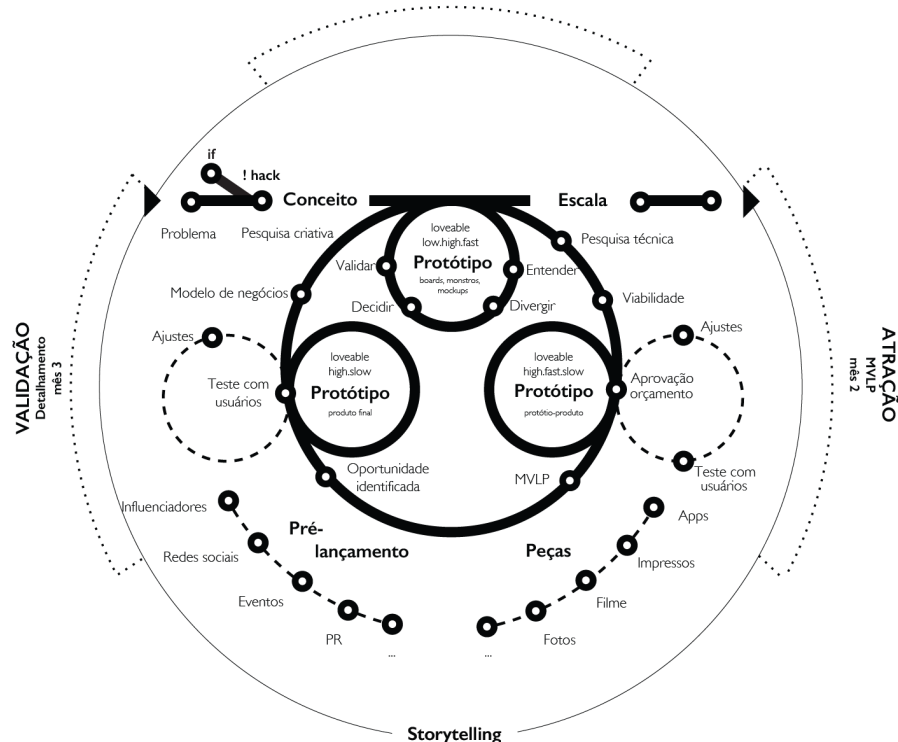 if
! hack
Conceito
Escala
Problema
Pesquisa criativa
Pesquisa técnica
loveable
low.high.fast
Protótipo
boards, monstros,
mockups
Validar
Entender
Decidir
Divergir
Modelo de negócios
Viabilidade
Ajustes
Ajustes
Teste com
usuários
loveable
high.slow
Protótipo
produto final
loveable
high.fast.slow
Protótipo
protótio-produto
Aprovação
orçamento
VALIDAÇÃO
Detalhamento
mês 3
ATRAÇÃO
MVLP
mês 2
Oportunidade
identificada
MVLP
Teste com
usuários
Influenciadores
Redes sociais
Eventos
PR
...
Pré-
lançamento
Peças
Apps
Impressos
Filme
Fotos
...
Storytelling